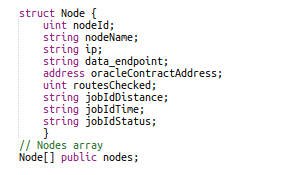 struct Node {
uint nodeId;
string nodeName;
string ip;
string data_endpoint;
address oracleContractAddress;
uint routesChecked;
string jobIdDistance;
string jobIdTime;
string jobIdStatus;
}
// Nodes array
Node[] public nodes;